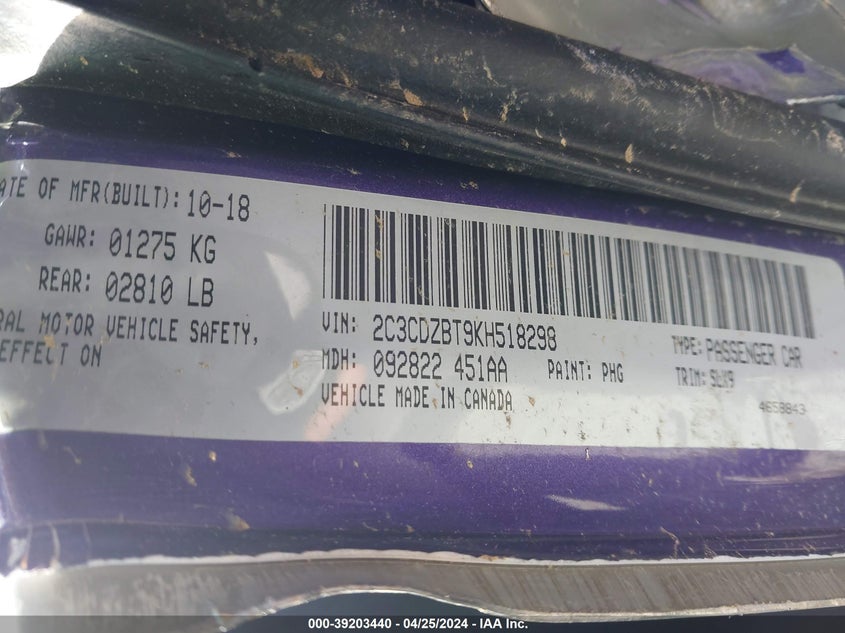 ATE OF MFR(BUILT): 10-18
GAWR: 01275 KG
REAR: 02810 LB
RAL MOTOR VEHICLE SAFETY,
EFFECT ON
VIN: 2C3CDZBT9KH518298
TYPE: PASSENGER CAR
MDH: 092822 451AA
PAINT: PHG
TRIM: SLX9
VEHICLE MADE IN CANADA
4658843
000-39203440 - 04/25/2024 - IAA Inc.